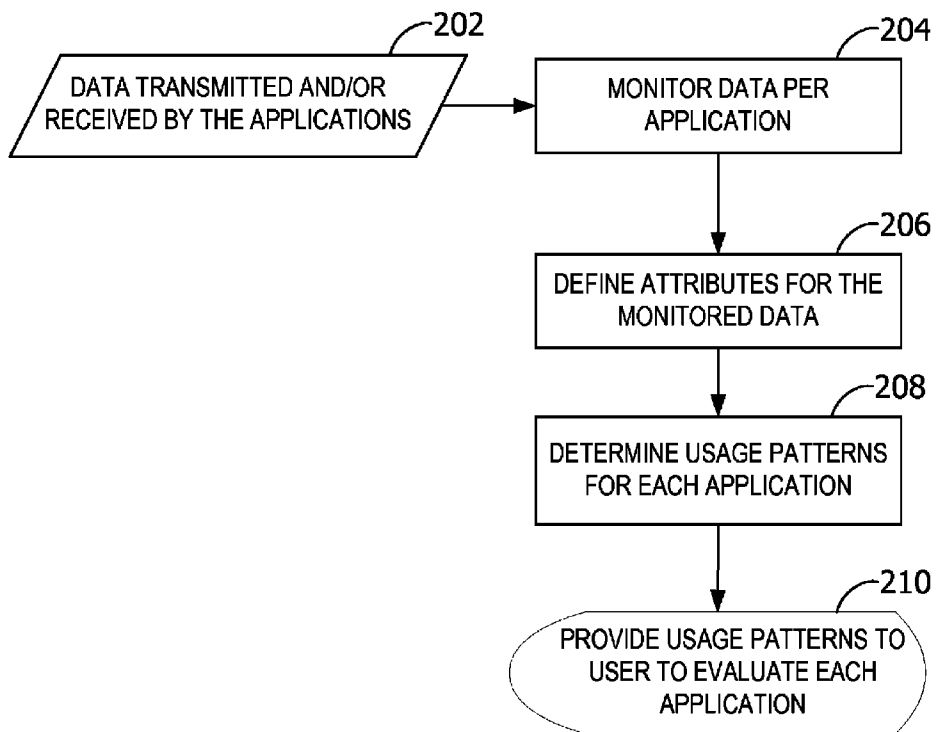 202
DATA TRANSMITTED AND/OR
RECEIVED BY THE APPLICATIONS
204
MONITOR DATA PER
APPLICATION
206
DEFINE ATTRIBUTES FOR THE
MONITORED DATA
208
DETERMINE USAGE PATTERNS
FOR EACH APPLICATION
210
PROVIDE USAGE PATTERNS TO
USER TO EVALUATE EACH
APPLICATION